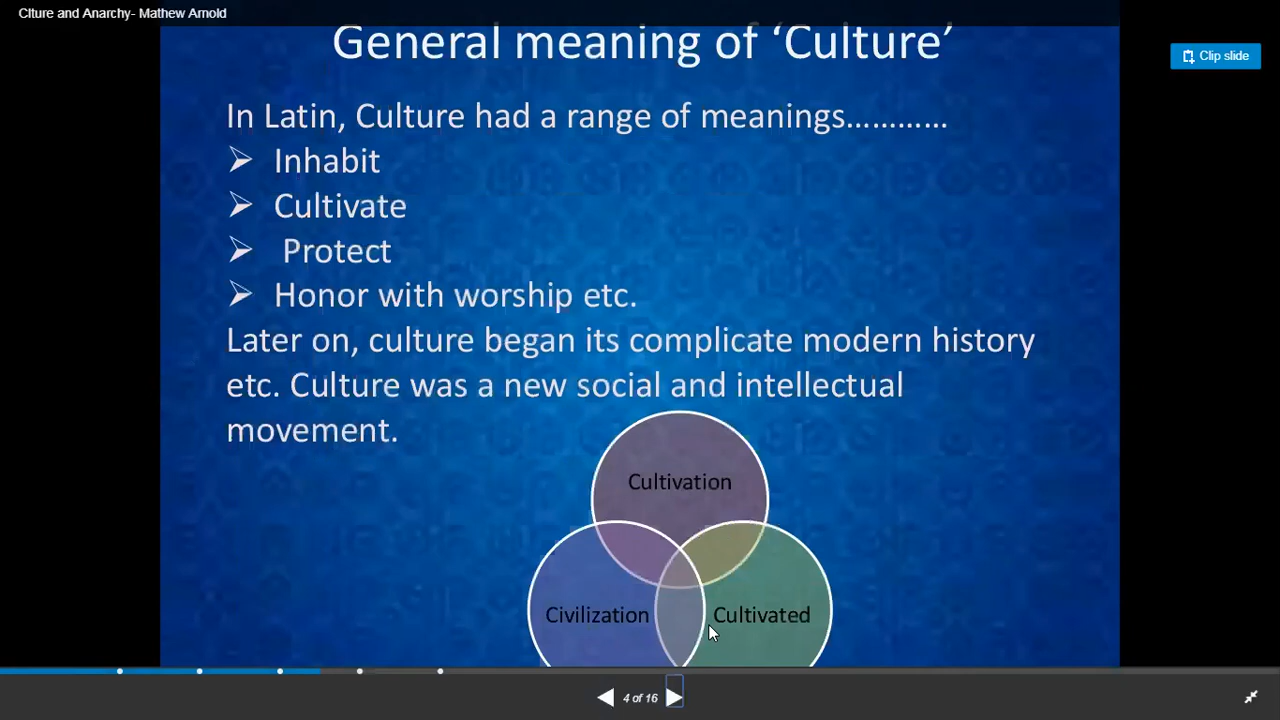 Clture and Anarchy- Mathew Arnold
Clip slide
General meaning of ‘Culture’
In Latin, Culture had a range of meanings…………
Inhabit
Cultivate
Protect
Honor with worship etc.
Later on, culture began its complicate modern history
etc. Culture was a new social and intellectual
movement.
Cultivation
Civilization
Cultivated
4 of 16